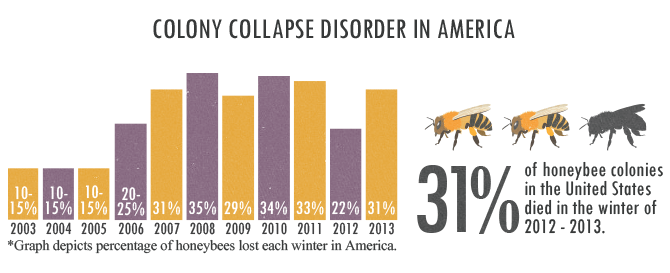 COLONY COLLAPSE DISORDER IN AMERICA
10-
15%
10-
15%
10-
15%
20-
25%
31%
35%
29%
34%
33%
22%
31%
2003 2004 2005 2006 2007 2008 2009 2010 2011 2012 2013
*Graph depicts percentage of honeybees lost each winter in America.
31%
of honeybee colonies
in the United States
died in the winter of
2012 - 2013.